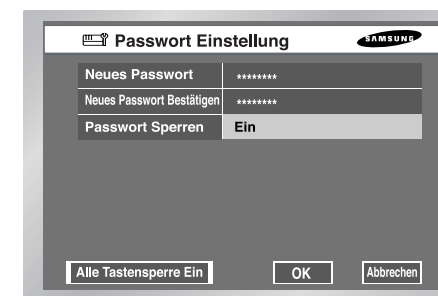 Passwort Einstellung
SAMSUNG
Neues Passwort ********
Neues Passwort Bestätigen ********
Passwort Sperren Ein
Alle Tastensperre Ein OK Abbrechen